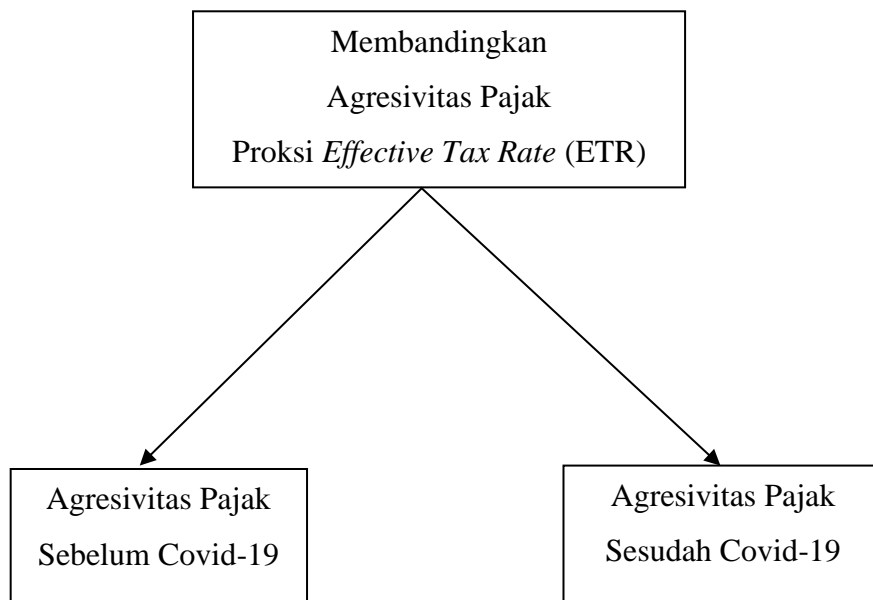 Membandingkan
Agresivitas Pajak
Proksi Effective Tax Rate (ETR)
Agresivitas Pajak
Sebelum Covid-19
Agresivitas Pajak
Sesudah Covid-19